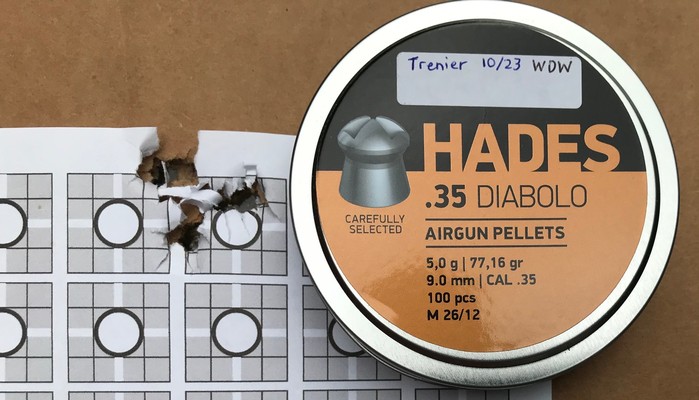 Trenier 10/23 WDW
HADES
.35 DIABOLO
CAREFULLY
SELECTED
AIRGUN PELLETS
5,0 g | 77,16 gr
9.0 mm | CAL .35
100 pcs
M 26/12